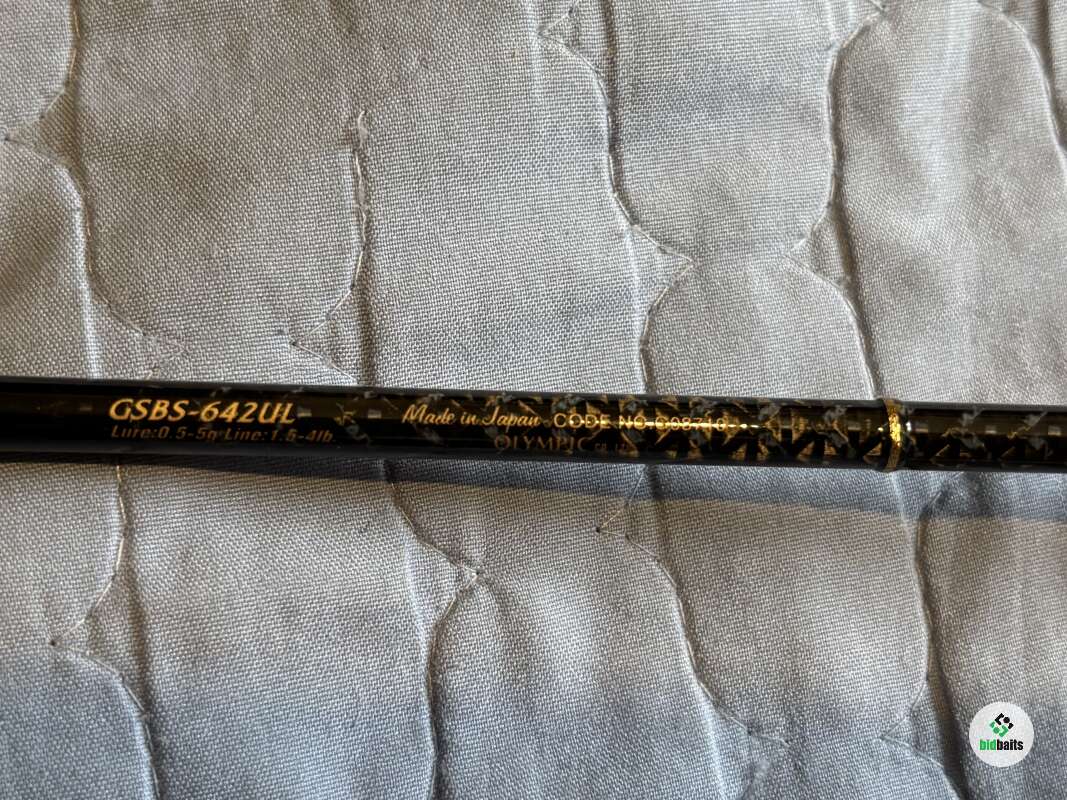 GSBS-642UL
Lure:0.5-5g Line:1.5-4lb.
Made in Japan CODE NO.
OLYMPIC
bidbaits